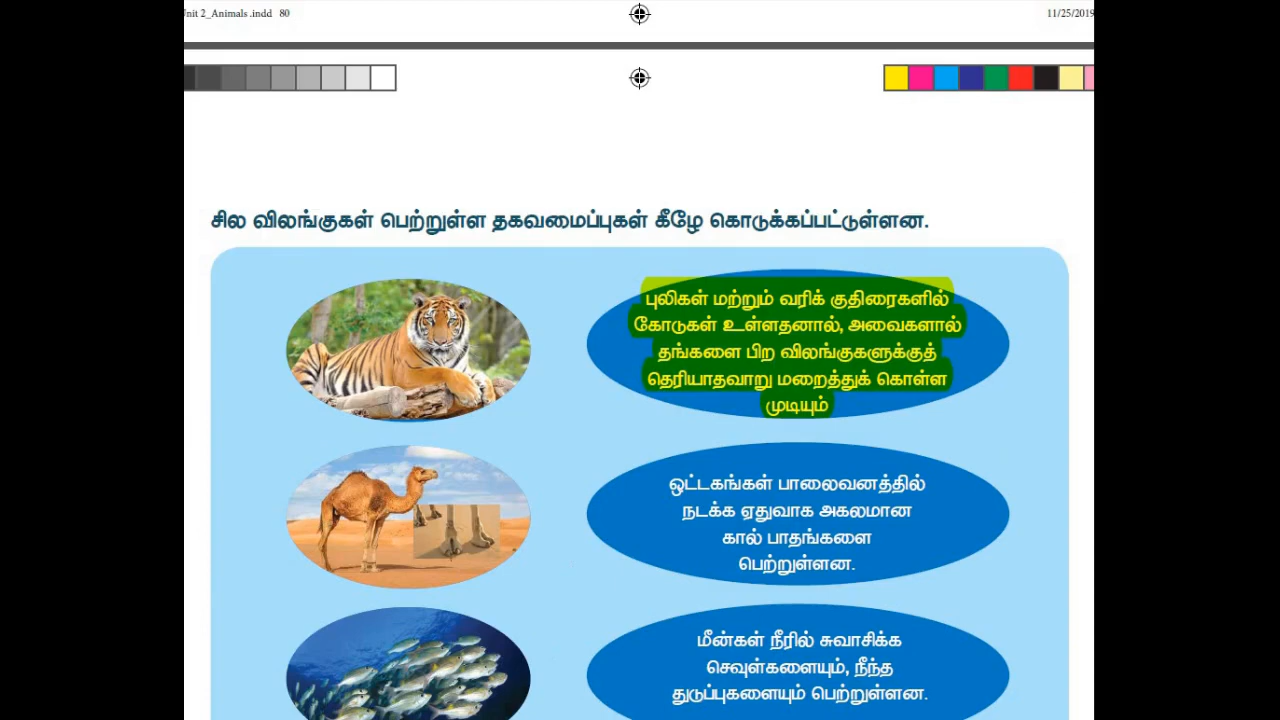 Unit 2_Animals .indd 80
11/25/2019
சில விலங்குகள் பெற்றுள்ள தகவமைப்புகள் கீழே கொடுக்கப்பட்டுள்ளன.
புலிகள் மற்றும் வரிக் குதிரைகளில்
கோடுகள் உள்ளதனால், அவைகளால்
தங்களை பிற விலங்குகளுக்குத்
தெரியாதவாறு மறைத்துக் கொள்ள
முடியும்
ஒட்டகங்கள் பாலைவனத்தில்
நடக்க ஏதுவாக அகலமான
கால் பாதங்களை
பெற்றுள்ளன.
மீன்கள் நீரில் சுவாசிக்க
செவுள்களையும், நீந்த
துடுப்புகளையும் பெற்றுள்ளன.